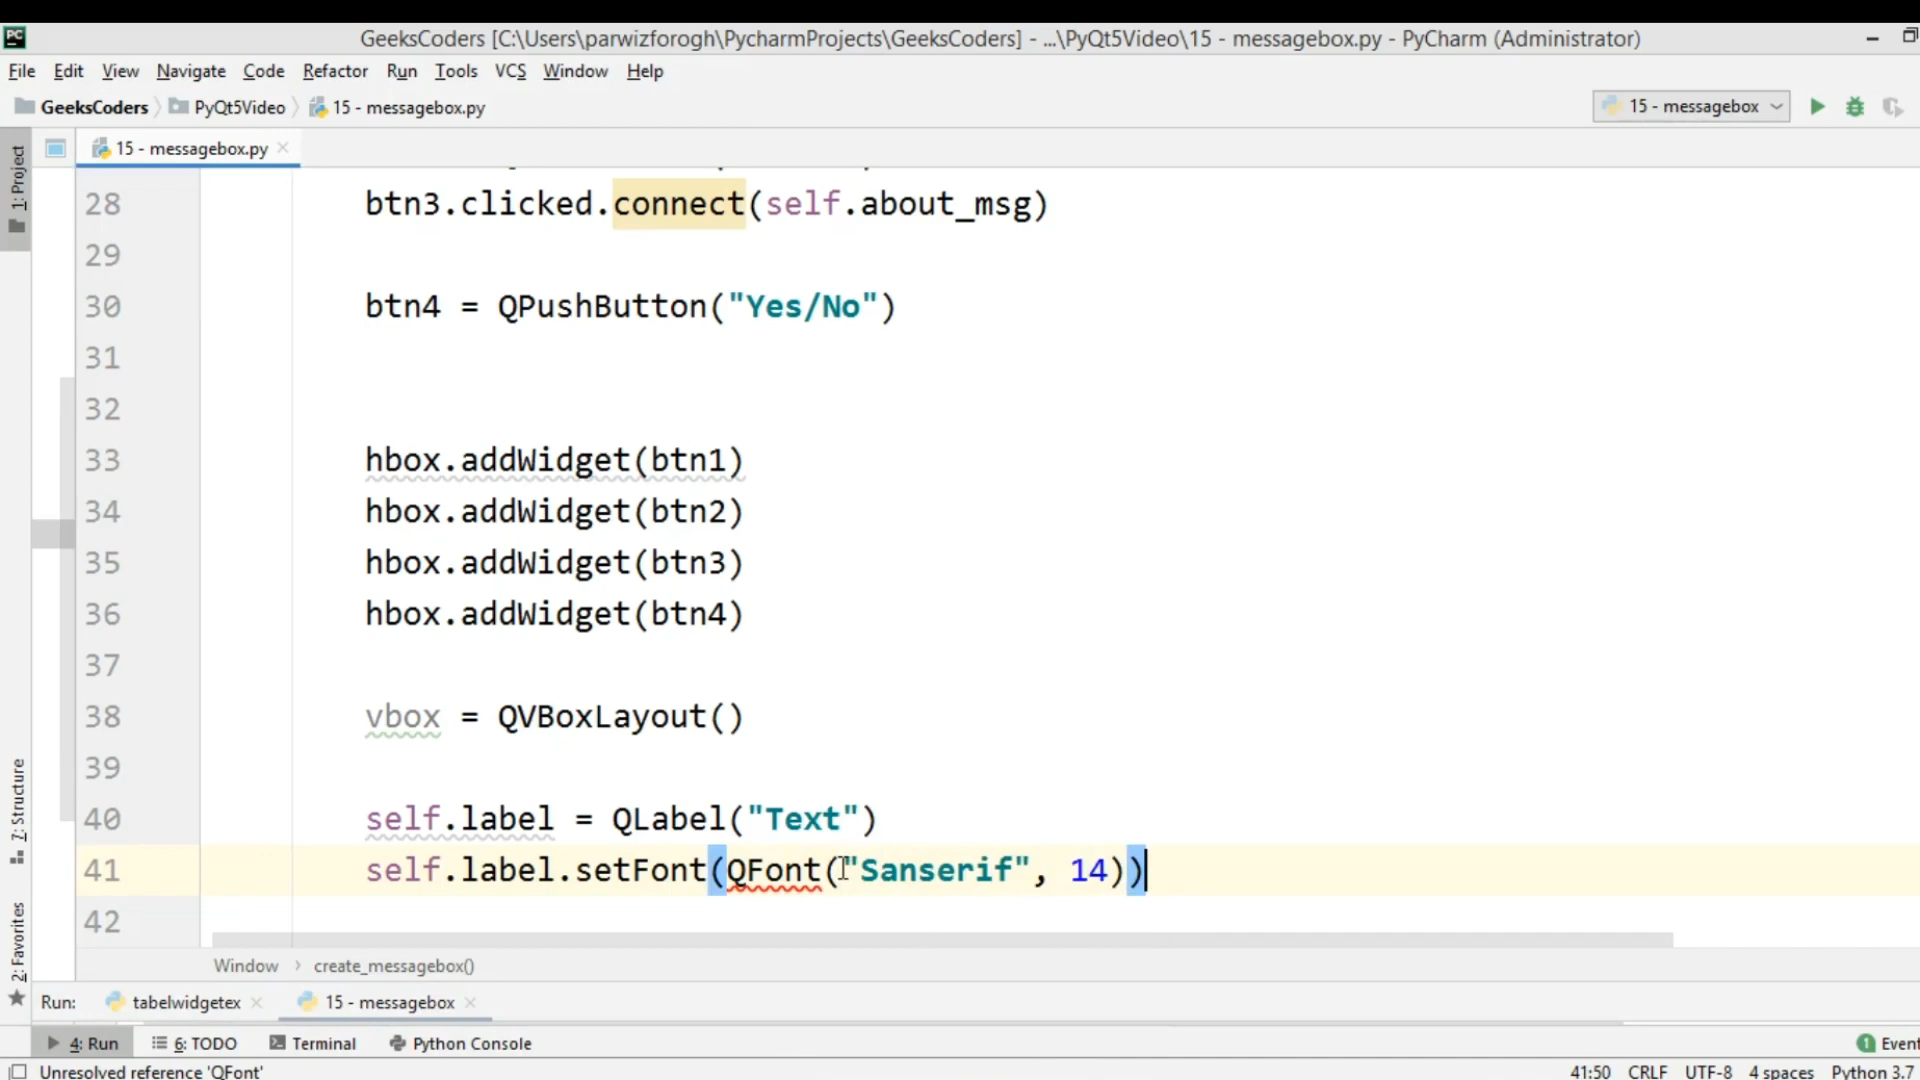 GeeksCoders [C:\Users\parwizforogh\PycharmProjects\GeeksCoders] - ...\PyQt5Video\15 - messagebox.py - PyCharm (Administrator)
File Edit View Navigate Code Refactor Run Tools VCS Window Help
GeeksCoders PyQt5Video 15 - messagebox.py 15 - messagebox
1: Project
15 - messagebox.py
28 btn3.clicked.connect(self.about_msg)
29
30 btn4 = QPushButton("Yes/No")
31
32
33 hbox.addWidget(btn1)
34 hbox.addWidget(btn2)
35 hbox.addWidget(btn3)
36 hbox.addWidget(btn4)
37
38 vbox = QVBoxLayout()
39
40 self.label = QLabel("Text")
41 self.label.setFont(QFont("Sanserif", 14))
42
7: Structure
2: Favorites
Window › create_messagebox()
Run: tabelwidgetex 15 - messagebox
4: Run 6: TODO Terminal Python Console 1 Event
Unresolved reference 'QFont' 41:50 CRLF UTF-8 4 spaces Python 3.7